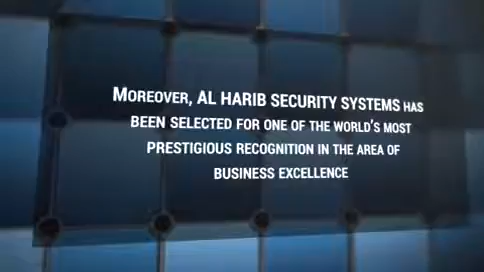 Moreover, AL HARIB SECURITY SYSTEMS HAS
BEEN SELECTED FOR ONE OF THE WORLD'S MOST
PRESTIGIOUS RECOGNITION IN THE AREA OF
BUSINESS EXCELLENCE